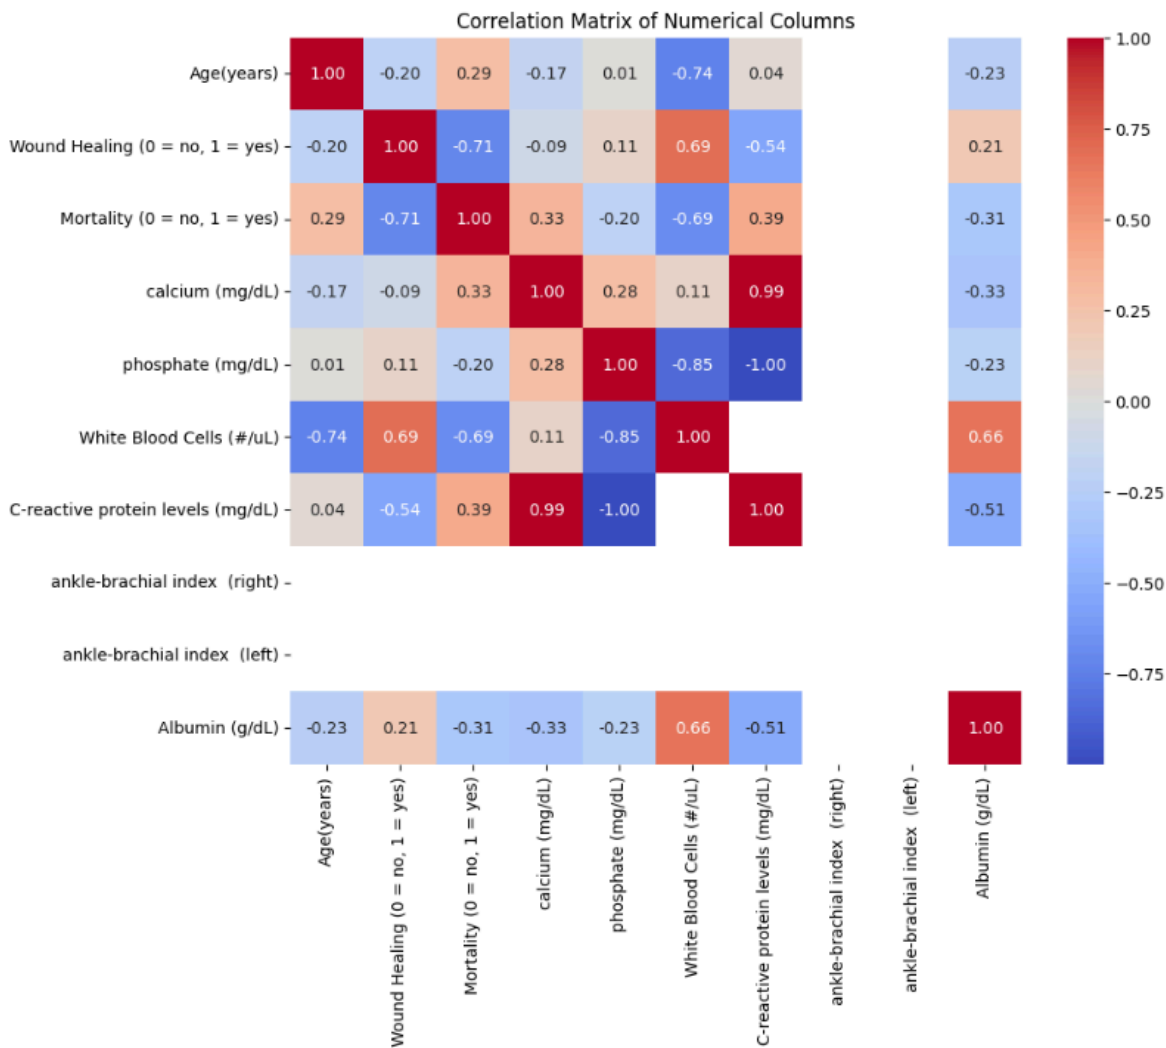 Correlation Matrix of Numerical Columns
Age(years) 1.00 -0.20 0.29 -0.17 0.01 -0.74 0.04 -0.23
Wound Healing (0 = no, 1 = yes) -0.20 1.00 -0.71 -0.09 0.11 0.69 -0.54 0.21
Mortality (0 = no, 1 = yes) 0.29 -0.71 1.00 0.33 -0.20 -0.69 0.39 -0.31
calcium (mg/dL) -0.17 -0.09 0.33 1.00 0.28 0.11 0.99 -0.33
phosphate (mg/dL) 0.01 0.11 -0.20 0.28 1.00 -0.85 -1.00 -0.23
White Blood Cells (#/uL) -0.74 0.69 -0.69 0.11 -0.85 1.00 0.66
C-reactive protein levels (mg/dL) 0.04 -0.54 0.39 0.99 -1.00 1.00 -0.51
ankle-brachial index  (right)
ankle-brachial index  (left)
Albumin (g/dL) -0.23 0.21 -0.31 -0.33 -0.23 0.66 -0.51 1.00
Age(years)
Wound Healing (0 = no, 1 = yes)
Mortality (0 = no, 1 = yes)
calcium (mg/dL)
phosphate (mg/dL)
White Blood Cells (#/uL)
C-reactive protein levels (mg/dL)
ankle-brachial index  (right)
ankle-brachial index  (left)
Albumin (g/dL)
1.00
0.75
0.50
0.25
0.00
−0.25
−0.50
−0.75